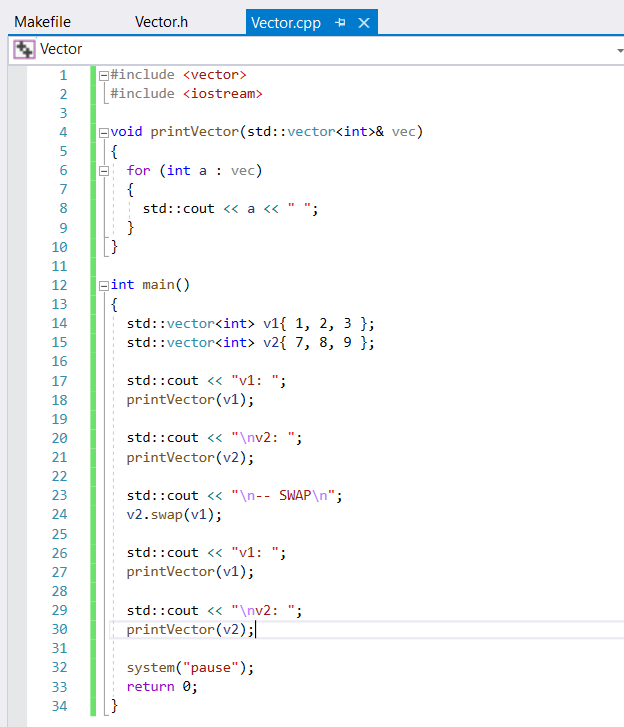 Makefile Vector.h Vector.cpp
Vector
1 #include <vector>
2 #include <iostream>
3
4 void printVector(std::vector<int>& vec)
5 {
6 for (int a : vec)
7 {
8 std::cout << a << " ";
9 }
10 }
11
12 int main()
13 {
14 std::vector<int> v1{ 1, 2, 3 };
15 std::vector<int> v2{ 7, 8, 9 };
16
17 std::cout << "v1: ";
18 printVector(v1);
19
20 std::cout << "\nv2: ";
21 printVector(v2);
22
23 std::cout << "\n-- SWAP\n";
24 v2.swap(v1);
25
26 std::cout << "v1: ";
27 printVector(v1);
28
29 std::cout << "\nv2: ";
30 printVector(v2);
31
32 system("pause");
33 return 0;
34 }